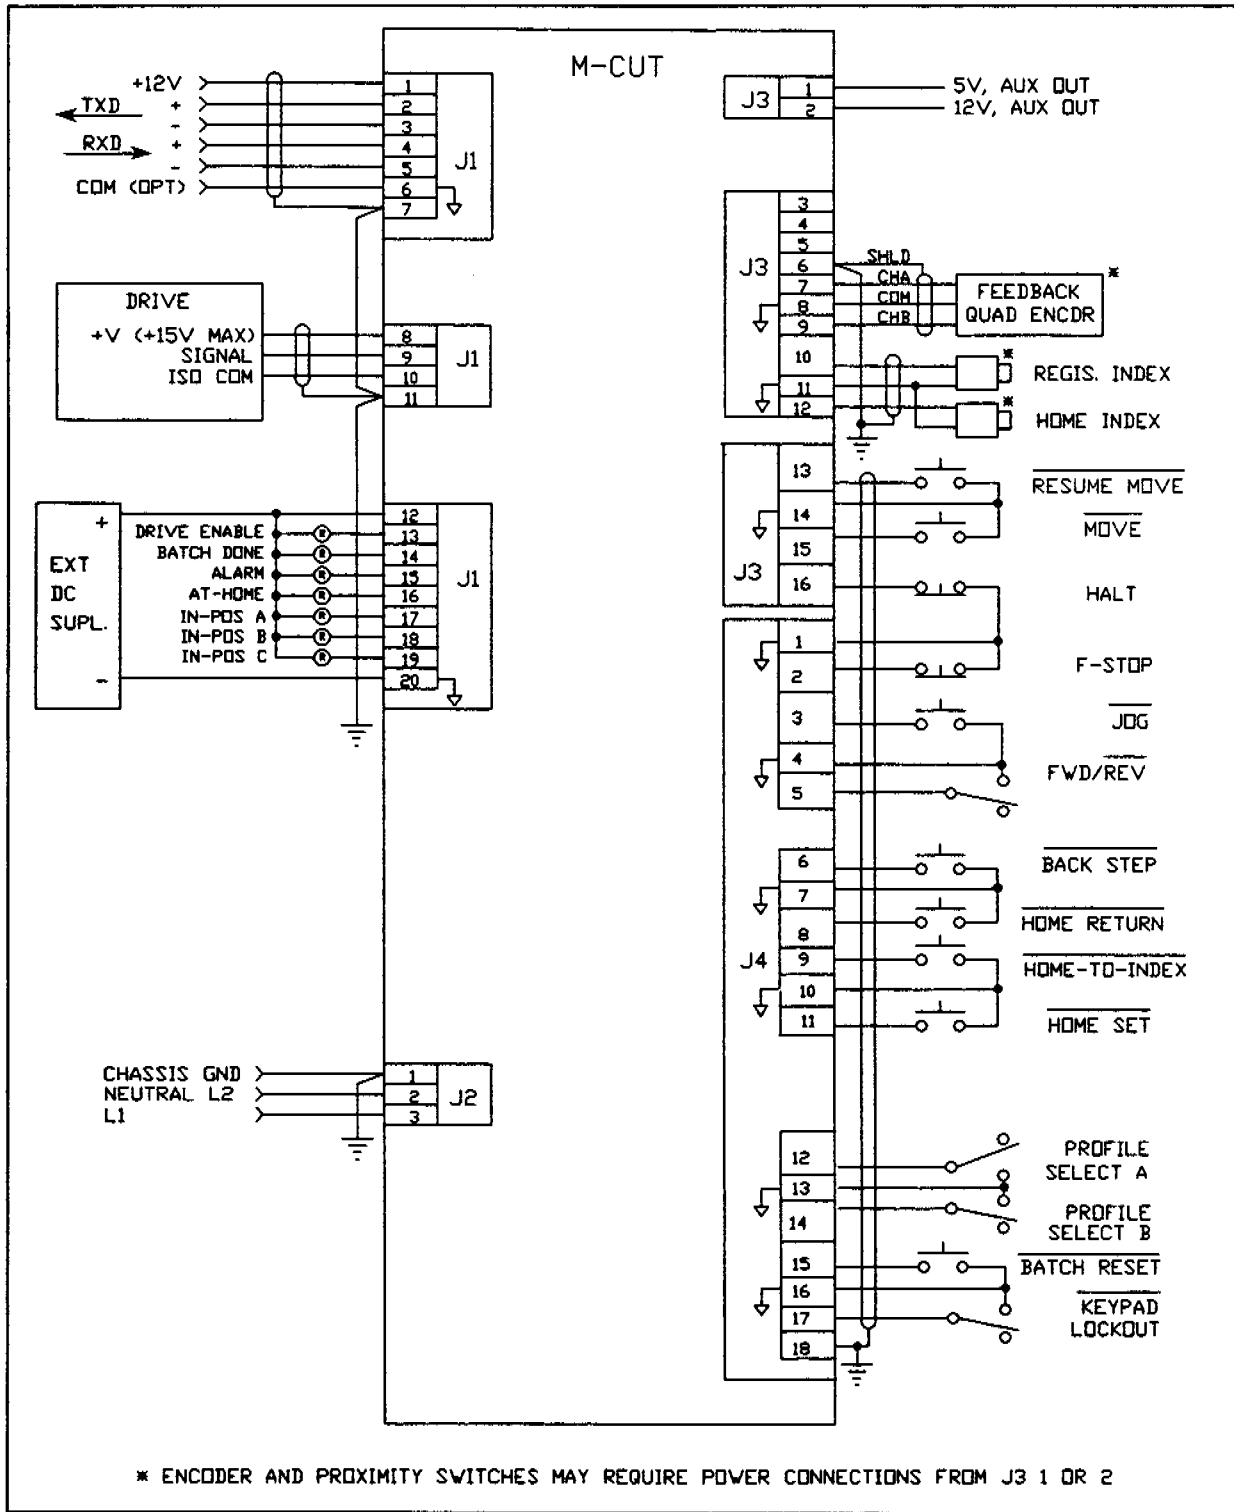 M-CUT
+12V
TXD
+
-
RXD
+
-
COM (OPT)
1
2
3
4
5
6
7
J1
DRIVE
+V (+15V MAX)
SIGNAL
ISO COM
8
9
10
11
J1
+
EXT
DC
SUPL.
-
DRIVE ENABLE
BATCH DONE
ALARM
AT-HOME
IN-POS A
IN-POS B
IN-POS C
R
R
R
R
R
R
R
12
13
14
15
16
17
18
19
20
J1
CHASSIS GND
NEUTRAL L2
L1
1
2
3
J2
J3
1
2
5V, AUX OUT
12V, AUX OUT
J3
3
4
5
6
7
8
9
10
11
12
SHLD
CHA
COM
CHB
FEEDBACK
QUAD ENCDR
*
*
REGIS. INDEX
*
HOME INDEX
J3
13
14
15
16
RESUME MOVE
MOVE
HALT
J4
1
2
3
4
5
6
7
8
9
10
11
12
13
14
15
16
17
18
F-STOP
JOG
FWD/REV
BACK STEP
HOME RETURN
HOME-TO-INDEX
HOME SET
PROFILE
SELECT A
PROFILE
SELECT B
BATCH RESET
KEYPAD
LOCKOUT
* ENCODER AND PROXIMITY SWITCHES MAY REQUIRE POWER CONNECTIONS FROM J3 1 OR 2